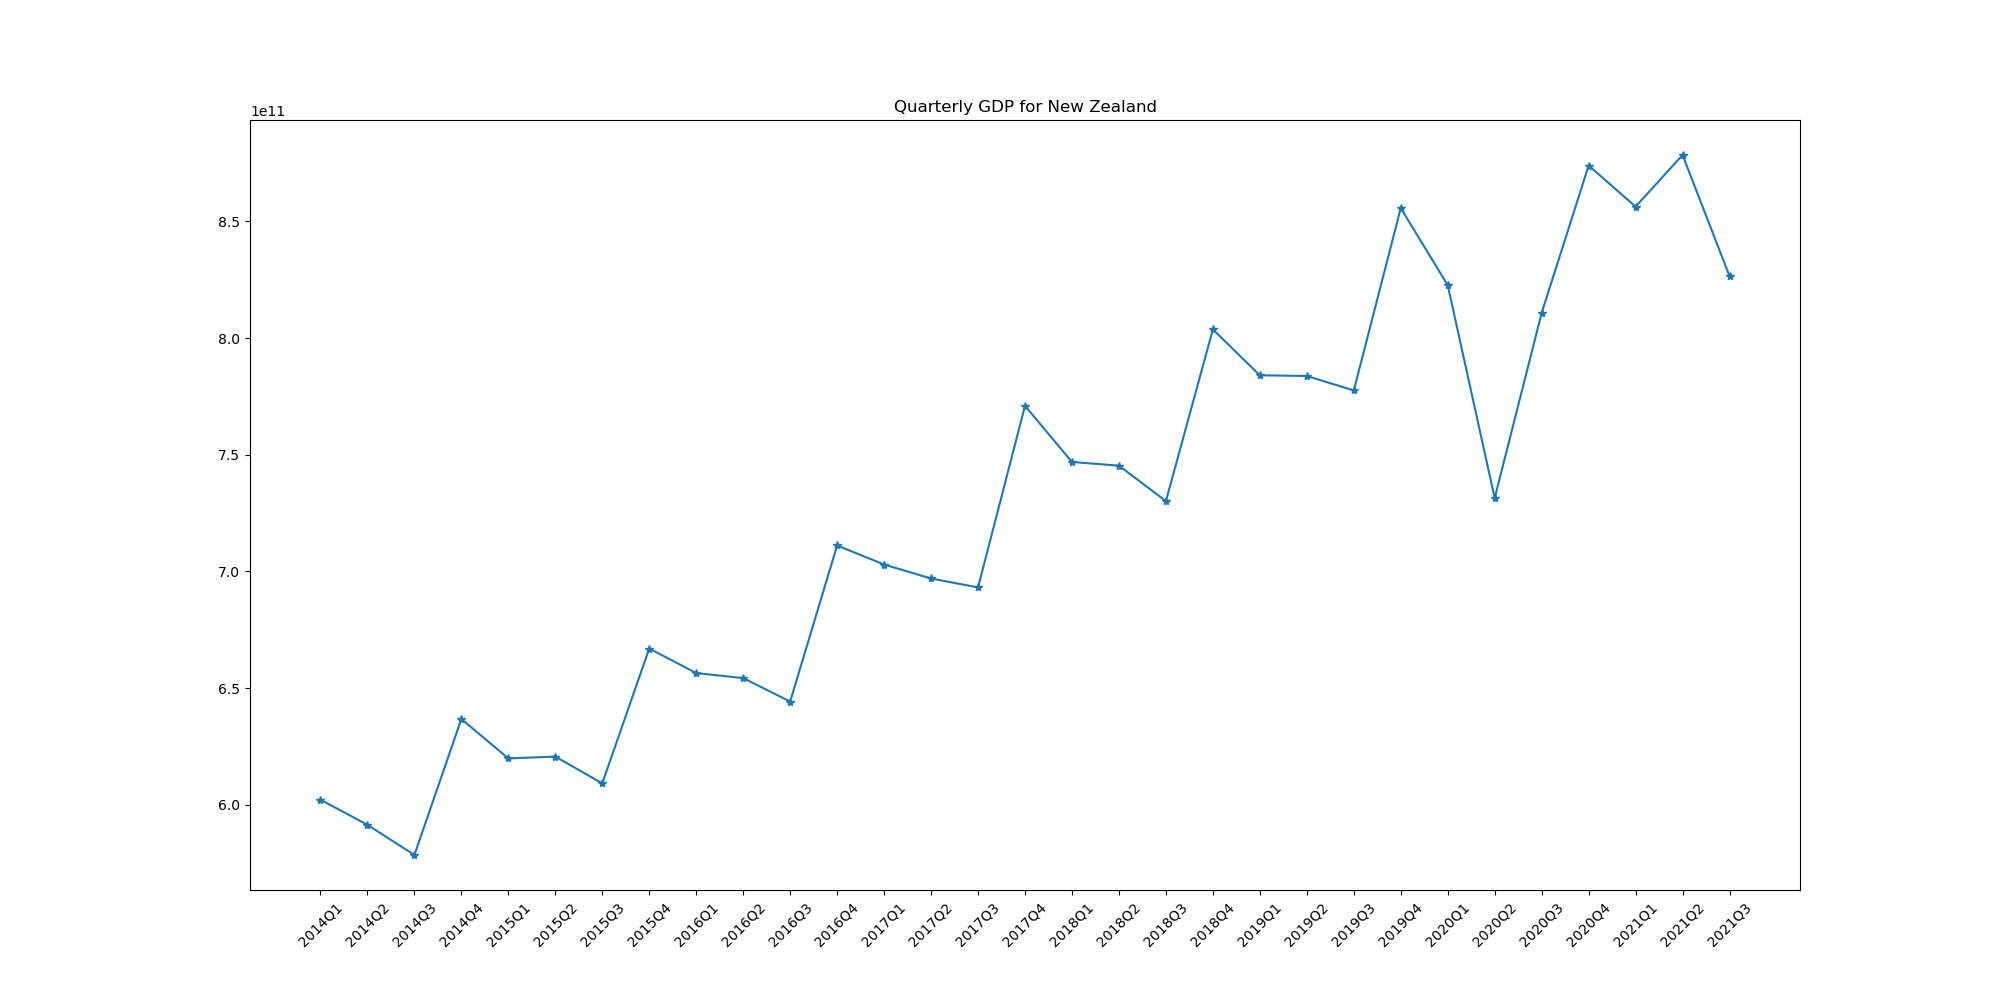 Quarterly GDP for New Zealand
1e11
8.5
8.0
7.5
7.0
6.5
6.0
2014Q1
2014Q2
2014Q3
2014Q4
2015Q1
2015Q2
2015Q3
2015Q4
2016Q1
2016Q2
2016Q3
2016Q4
2017Q1
2017Q2
2017Q3
2017Q4
2018Q1
2018Q2
2018Q3
2018Q4
2019Q1
2019Q2
2019Q3
2019Q4
2020Q1
2020Q2
2020Q3
2020Q4
2021Q1
2021Q2
2021Q3